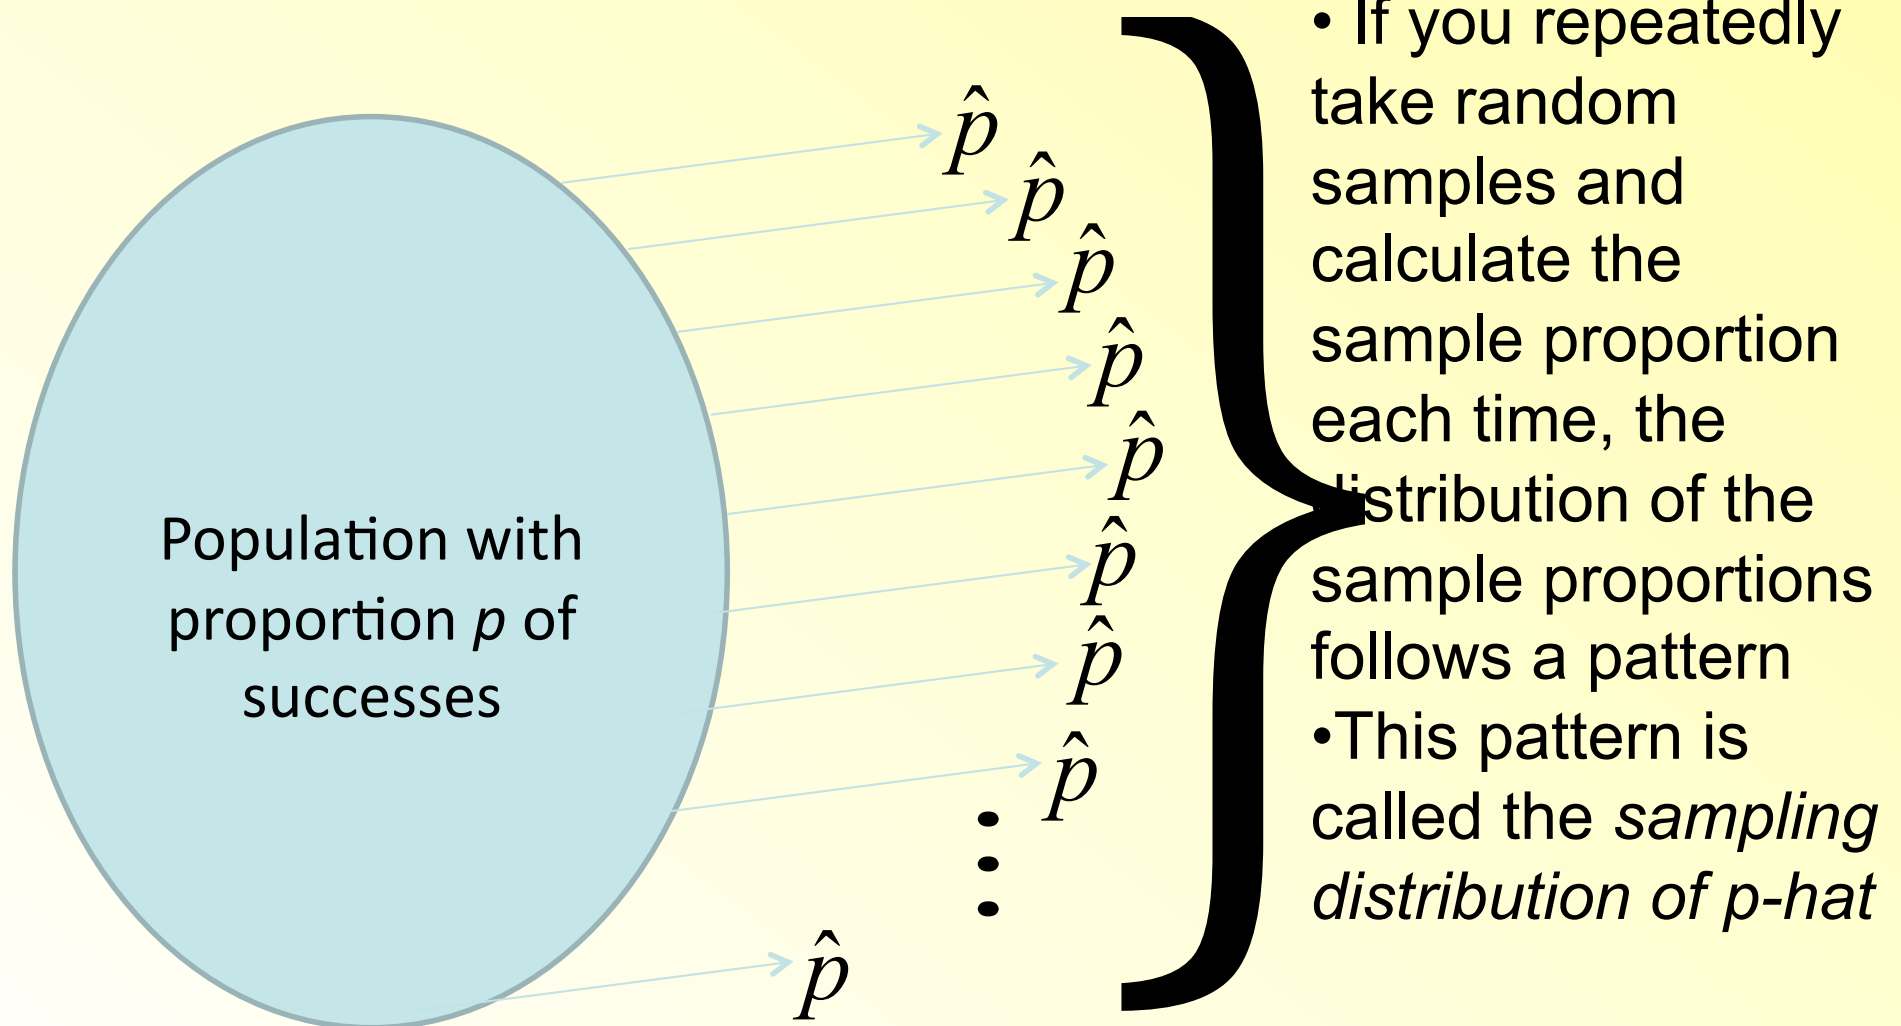 Population with
proportion p of
successes
p̂
p̂
p̂
p̂
p̂
p̂
p̂
p̂
p̂
• If you repeatedly
take random
samples and
calculate the
sample proportion
each time, the
distribution of the
sample proportions
follows a pattern
•This pattern is
called the sampling
distribution of p-hat